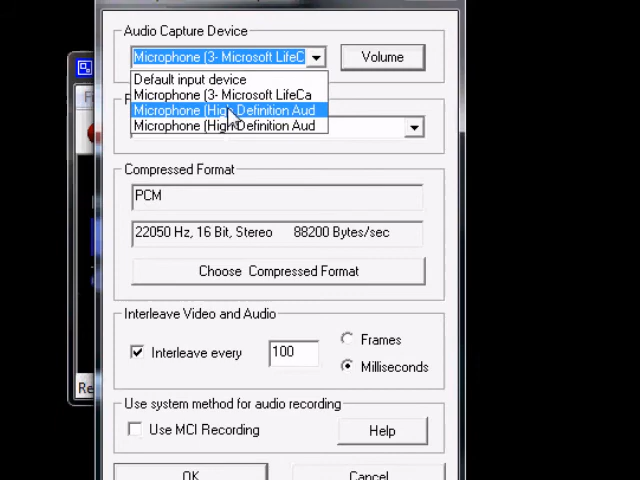 Audio Capture Device
Microphone (3- Microsoft LifeC
Volume
Default input device
Microphone (3- Microsoft LifeCa
Microphone (High Definition Aud
Microphone (High Definition Aud
Compressed Format
PCM
22050 Hz, 16 Bit, Stereo 88200 Bytes/sec
Choose Compressed Format
Interleave Video and Audio
Interleave every
100
Frames
Milliseconds
Re
Use system method for audio recording
Use MCI Recording
Help
OK
Cancel